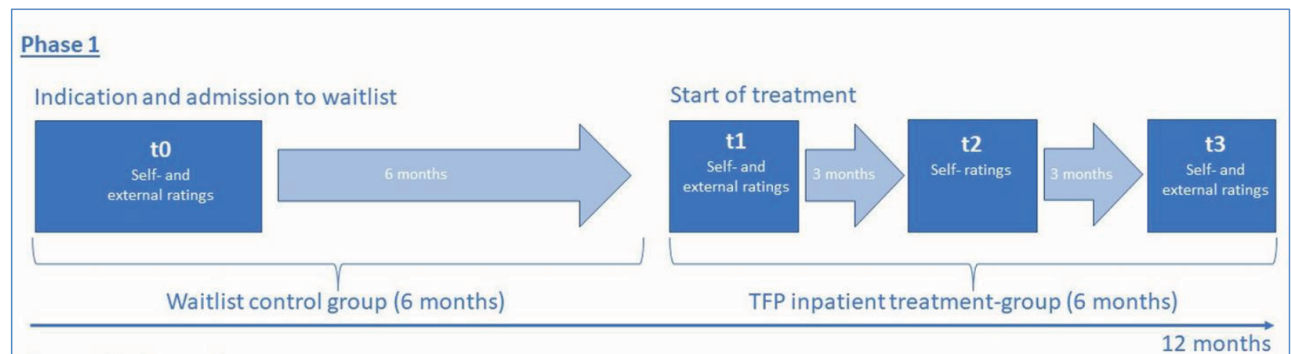 Phase 1
Indication and admission to waitlist
Start of treatment
t0
Self- and
external ratings
6 months
t1
Self- and
external ratings
3 months
t2
Self- ratings
3 months
t3
Self- and
external ratings
Waitlist control group (6 months)
TFP inpatient treatment-group (6 months)
12 months